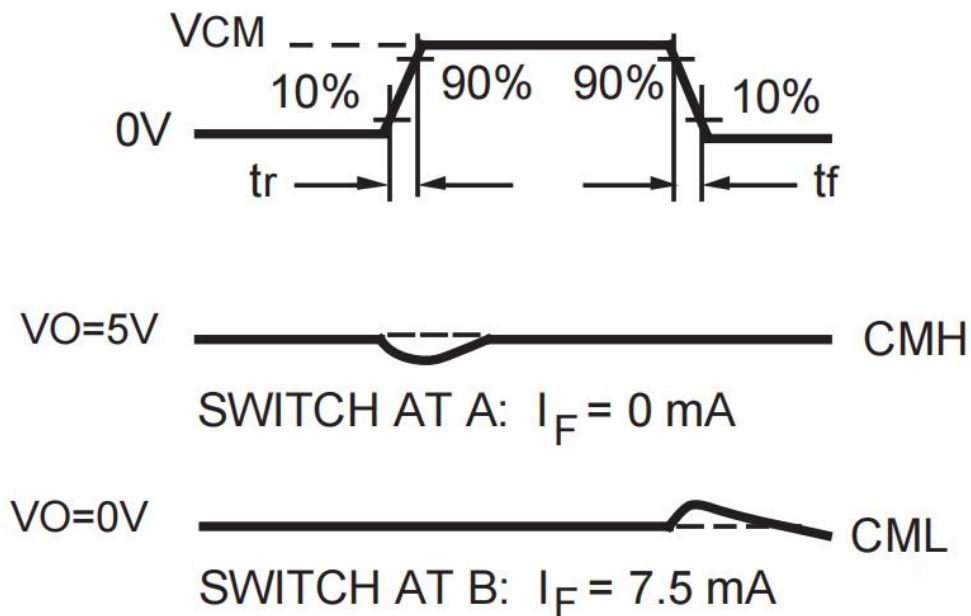 VCM
10% 90% 90% 10%
0V
tr tf
VO=5V CMH
SWITCH AT A: IF = 0 mA
VO=0V CML
SWITCH AT B: IF = 7.5 mA